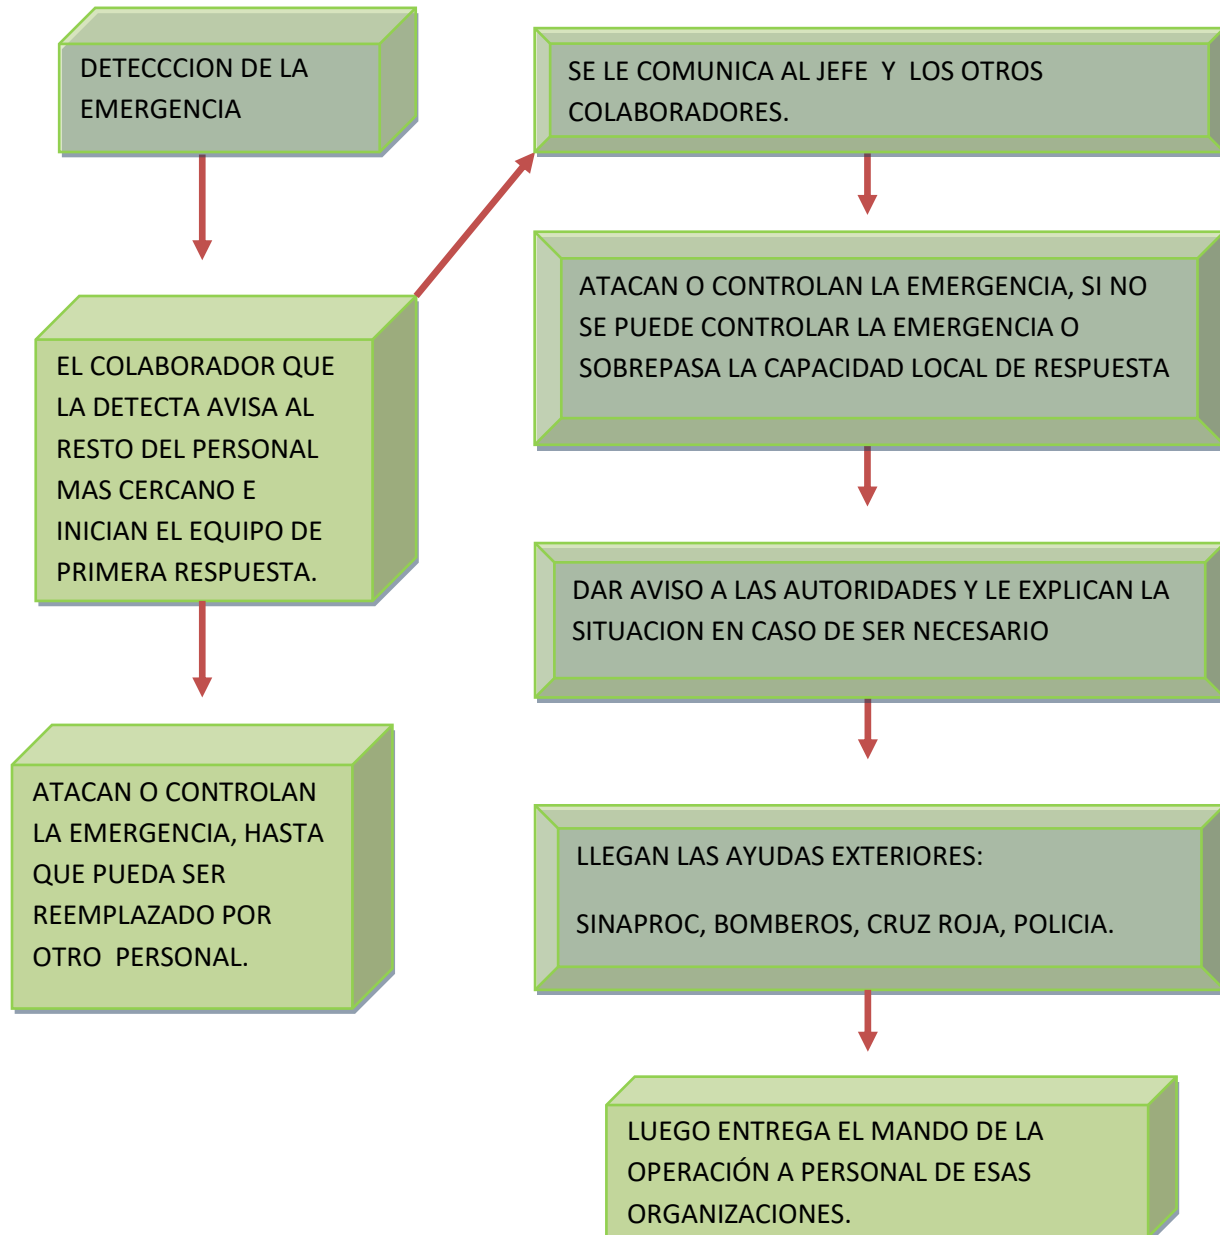 DETECCCION DE LA
EMERGENCIA
EL COLABORADOR QUE
LA DETECTA AVISA AL
RESTO DEL PERSONAL
MAS CERCANO E
INICIAN EL EQUIPO DE
PRIMERA RESPUESTA.
ATACAN O CONTROLAN
LA EMERGENCIA, HASTA
QUE PUEDA SER
REEMPLAZADO POR
OTRO  PERSONAL.
SE LE COMUNICA AL JEFE  Y  LOS OTROS
COLABORADORES.
ATACAN O CONTROLAN LA EMERGENCIA, SI NO
SE PUEDE CONTROLAR LA EMERGENCIA O
SOBREPASA LA CAPACIDAD LOCAL DE RESPUESTA
DAR AVISO A LAS AUTORIDADES Y LE EXPLICAN LA
SITUACION EN CASO DE SER NECESARIO
LLEGAN LAS AYUDAS EXTERIORES:
SINAPROC, BOMBEROS, CRUZ ROJA, POLICIA.
LUEGO ENTREGA EL MANDO DE LA
OPERACIÓN A PERSONAL DE ESAS
ORGANIZACIONES.